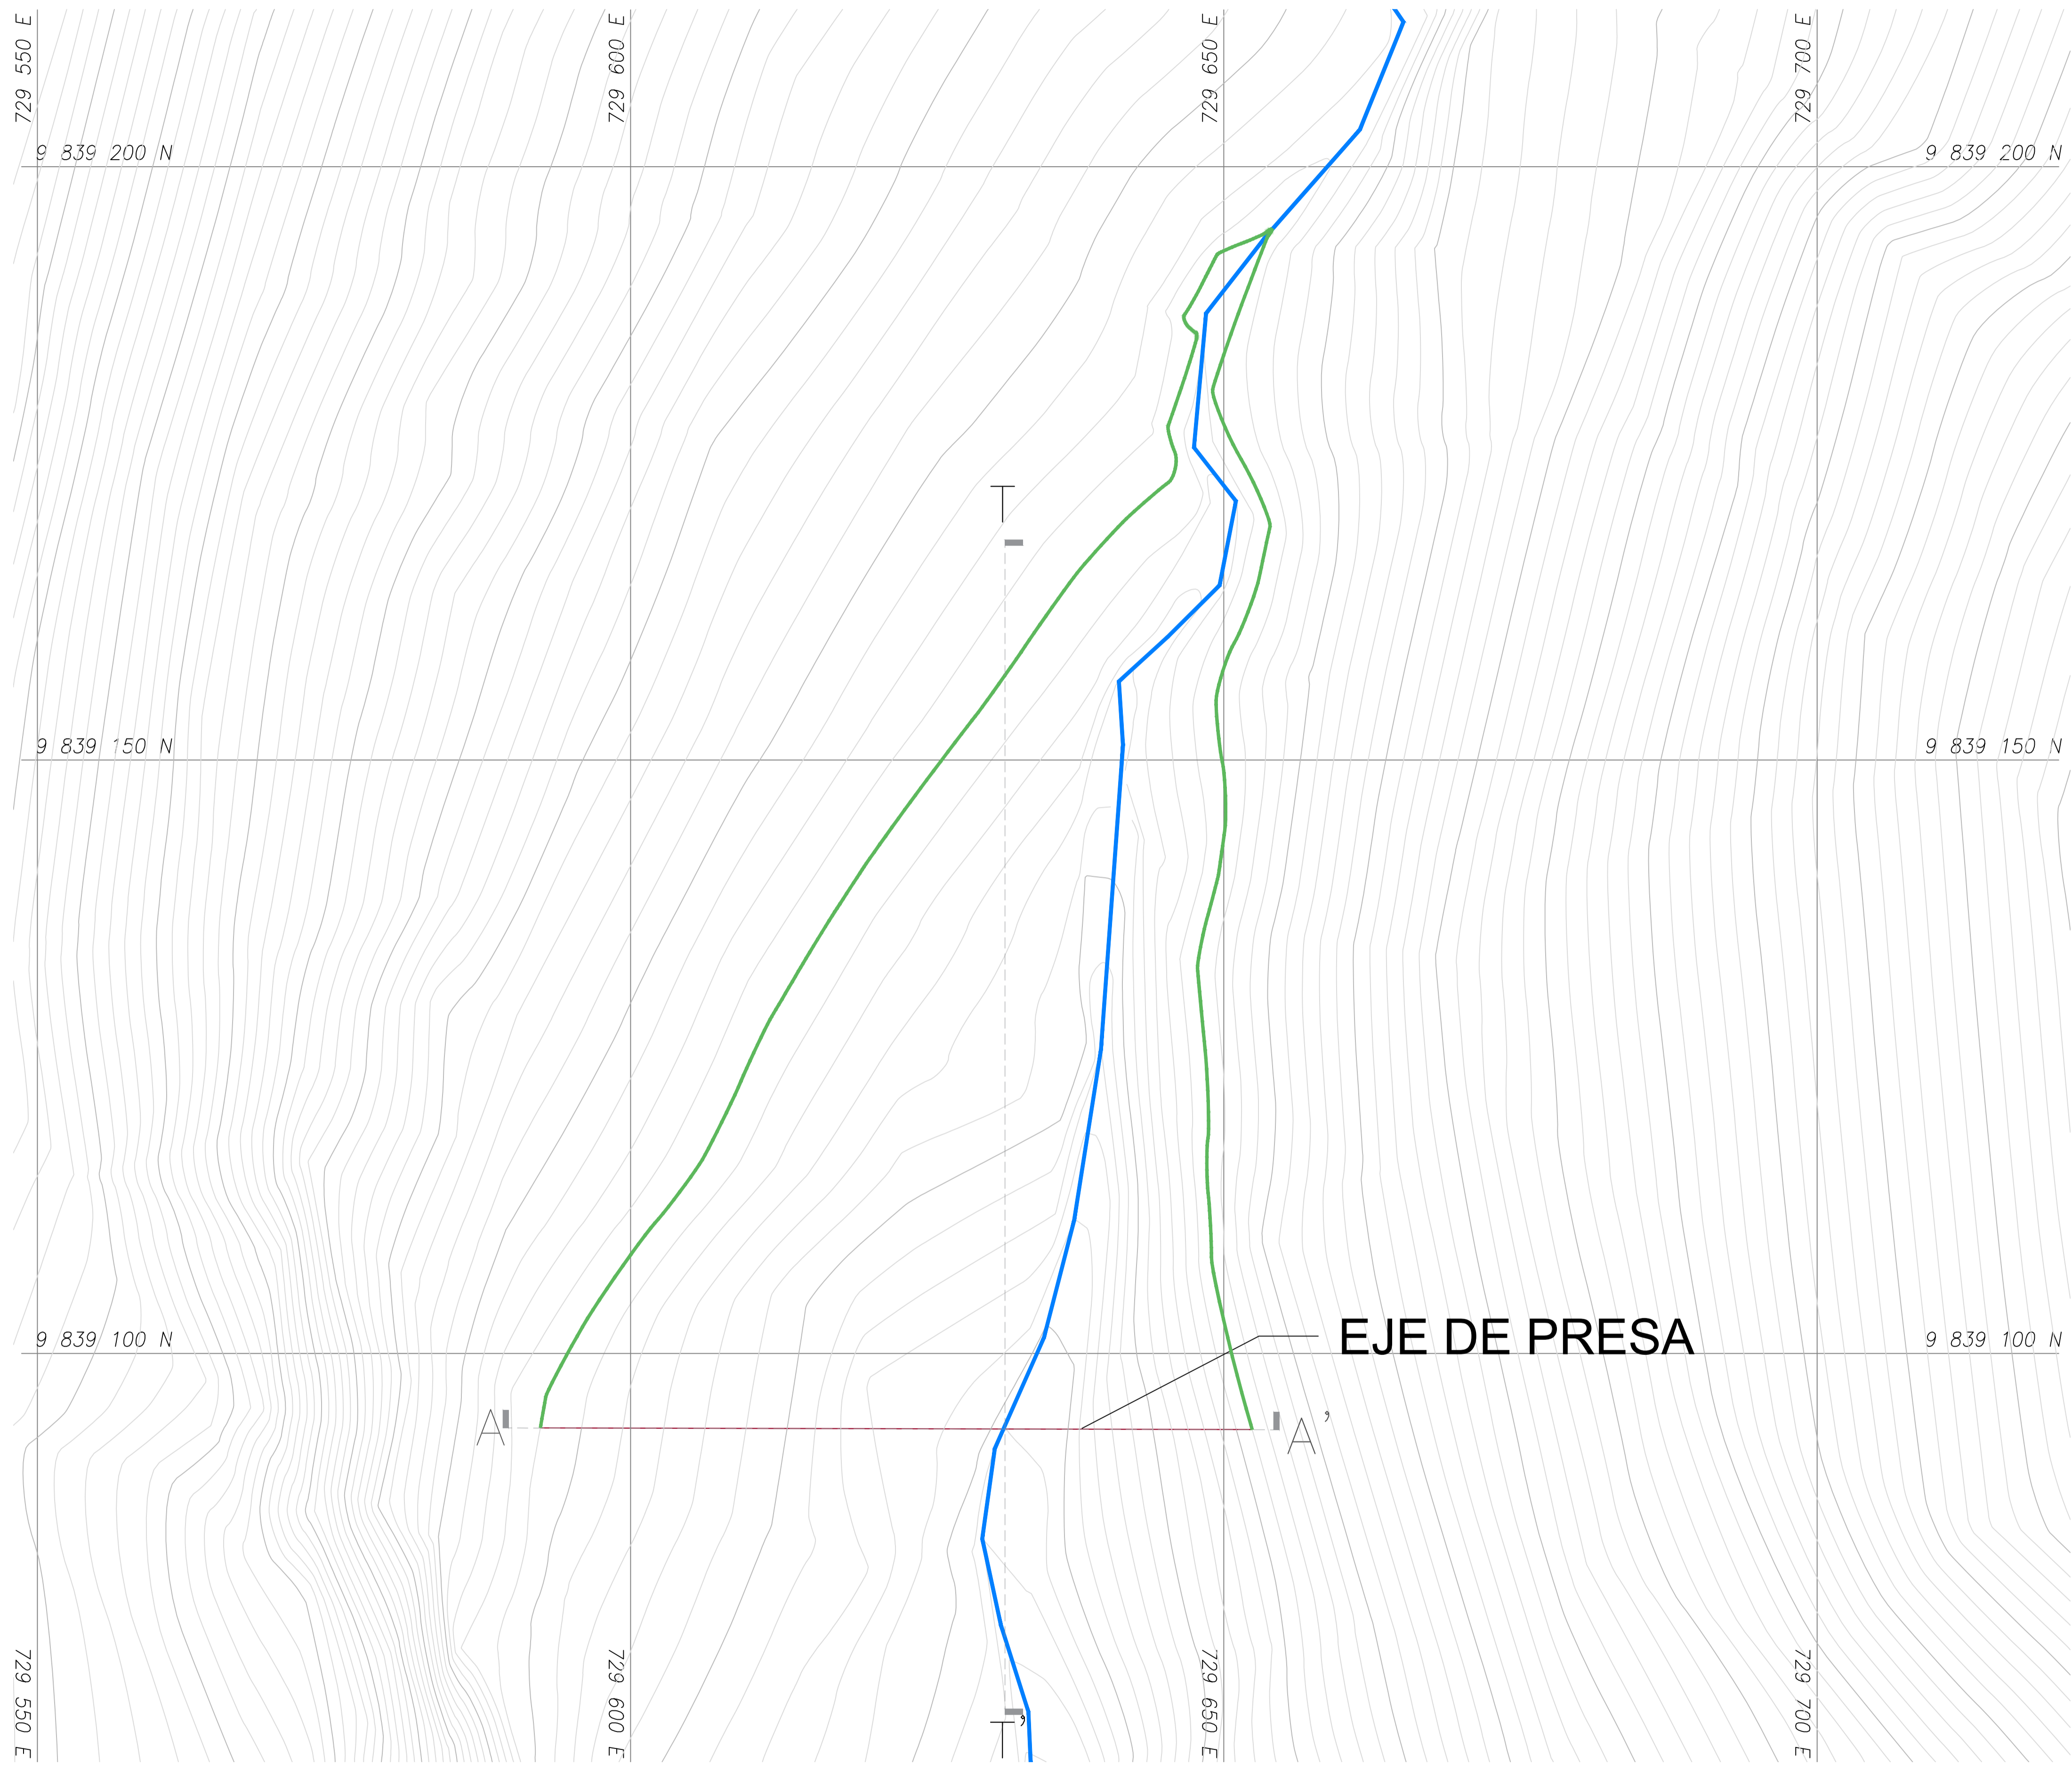 729 550 E
729 600 E
729 650 E
729 700 E
9 839 200 N
9 839 200 N
T
9 839 150 N
9 839 150 N
9 839 100 N
EJE DE PRESA
9 839 100 N
A
A'
T'
729 550 E
729 600 E
729 650 E
729 700 E